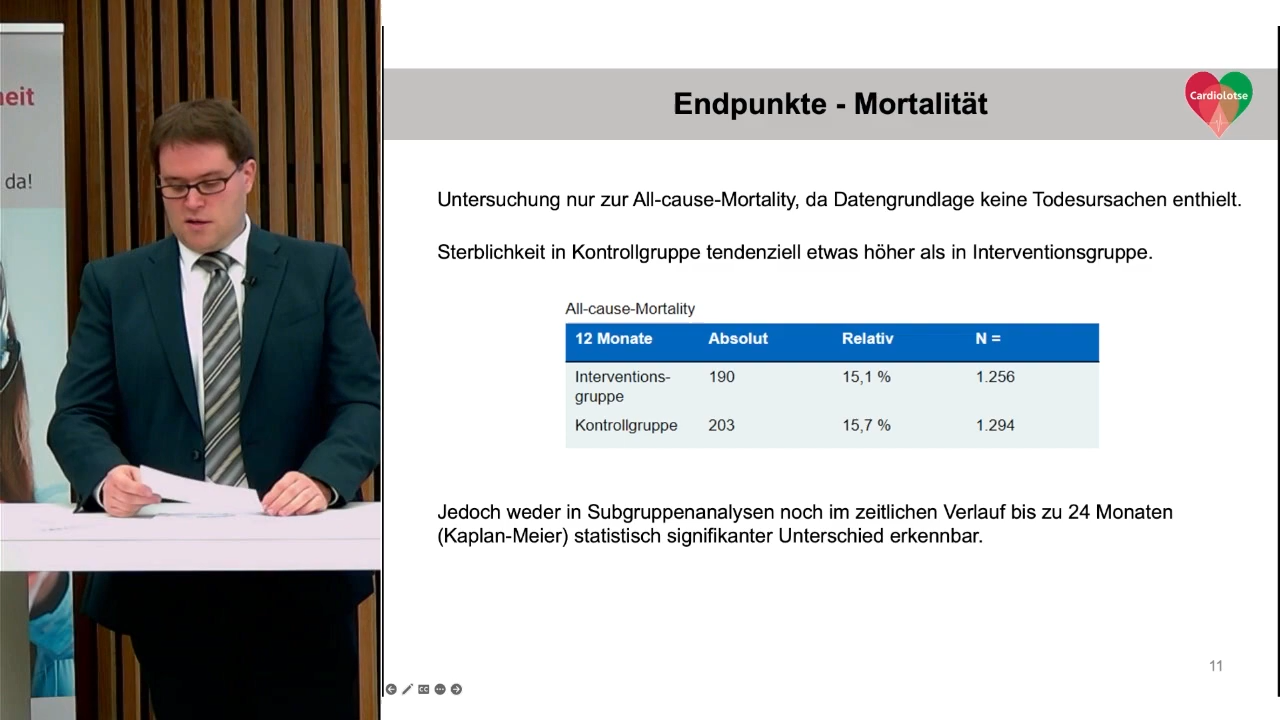 eit
da!
Endpunkte - Mortalität
CardioLotse
Untersuchung nur zur All-cause-Mortality, da Datengrundlage keine Todesursachen enthielt.
Sterblichkeit in Kontrollgruppe tendenziell etwas höher als in Interventionsgruppe.
All-cause-Mortality
12 Monate Absolut Relativ N =
Interventions-
gruppe 190 15,1 % 1.256
Kontrollgruppe 203 15,7 % 1.294
Jedoch weder in Subgruppenanalysen noch im zeitlichen Verlauf bis zu 24 Monaten
(Kaplan-Meier) statistisch signifikanter Unterschied erkennbar.
11